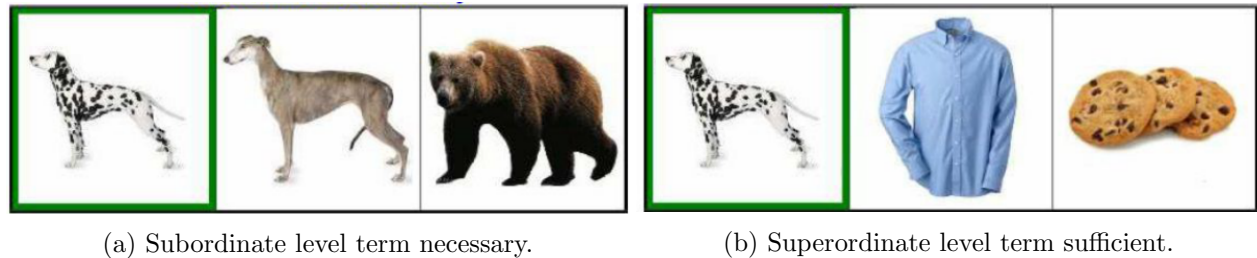 (a) Subordinate level term necessary.
(b) Superordinate level term sufficient.